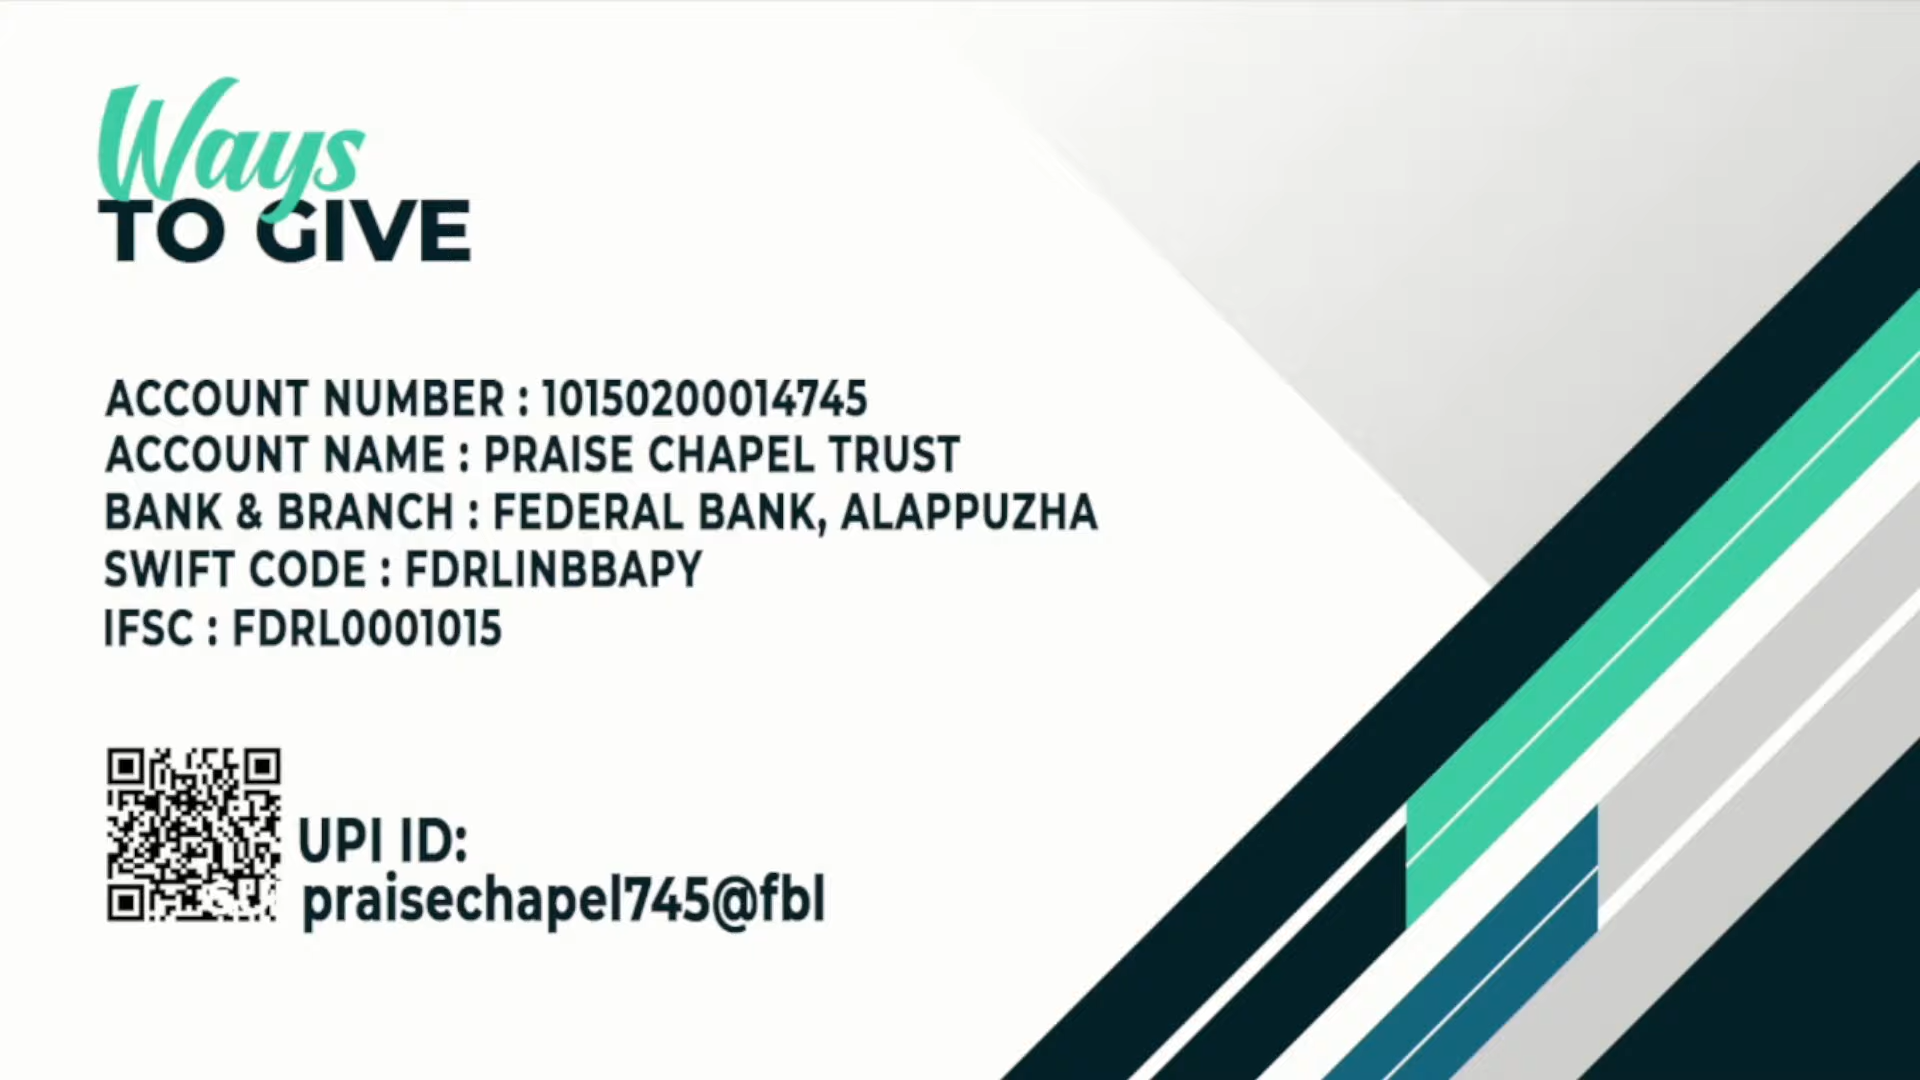 Ways
TO GIVE
ACCOUNT NUMBER : 10150200014745
ACCOUNT NAME : PRAISE CHAPEL TRUST
BANK & BRANCH : FEDERAL BANK, ALAPPUZHA
SWIFT CODE : FDRLINBBAPY
IFSC : FDRL0001015
UPI ID:
praisechapel745@fbl